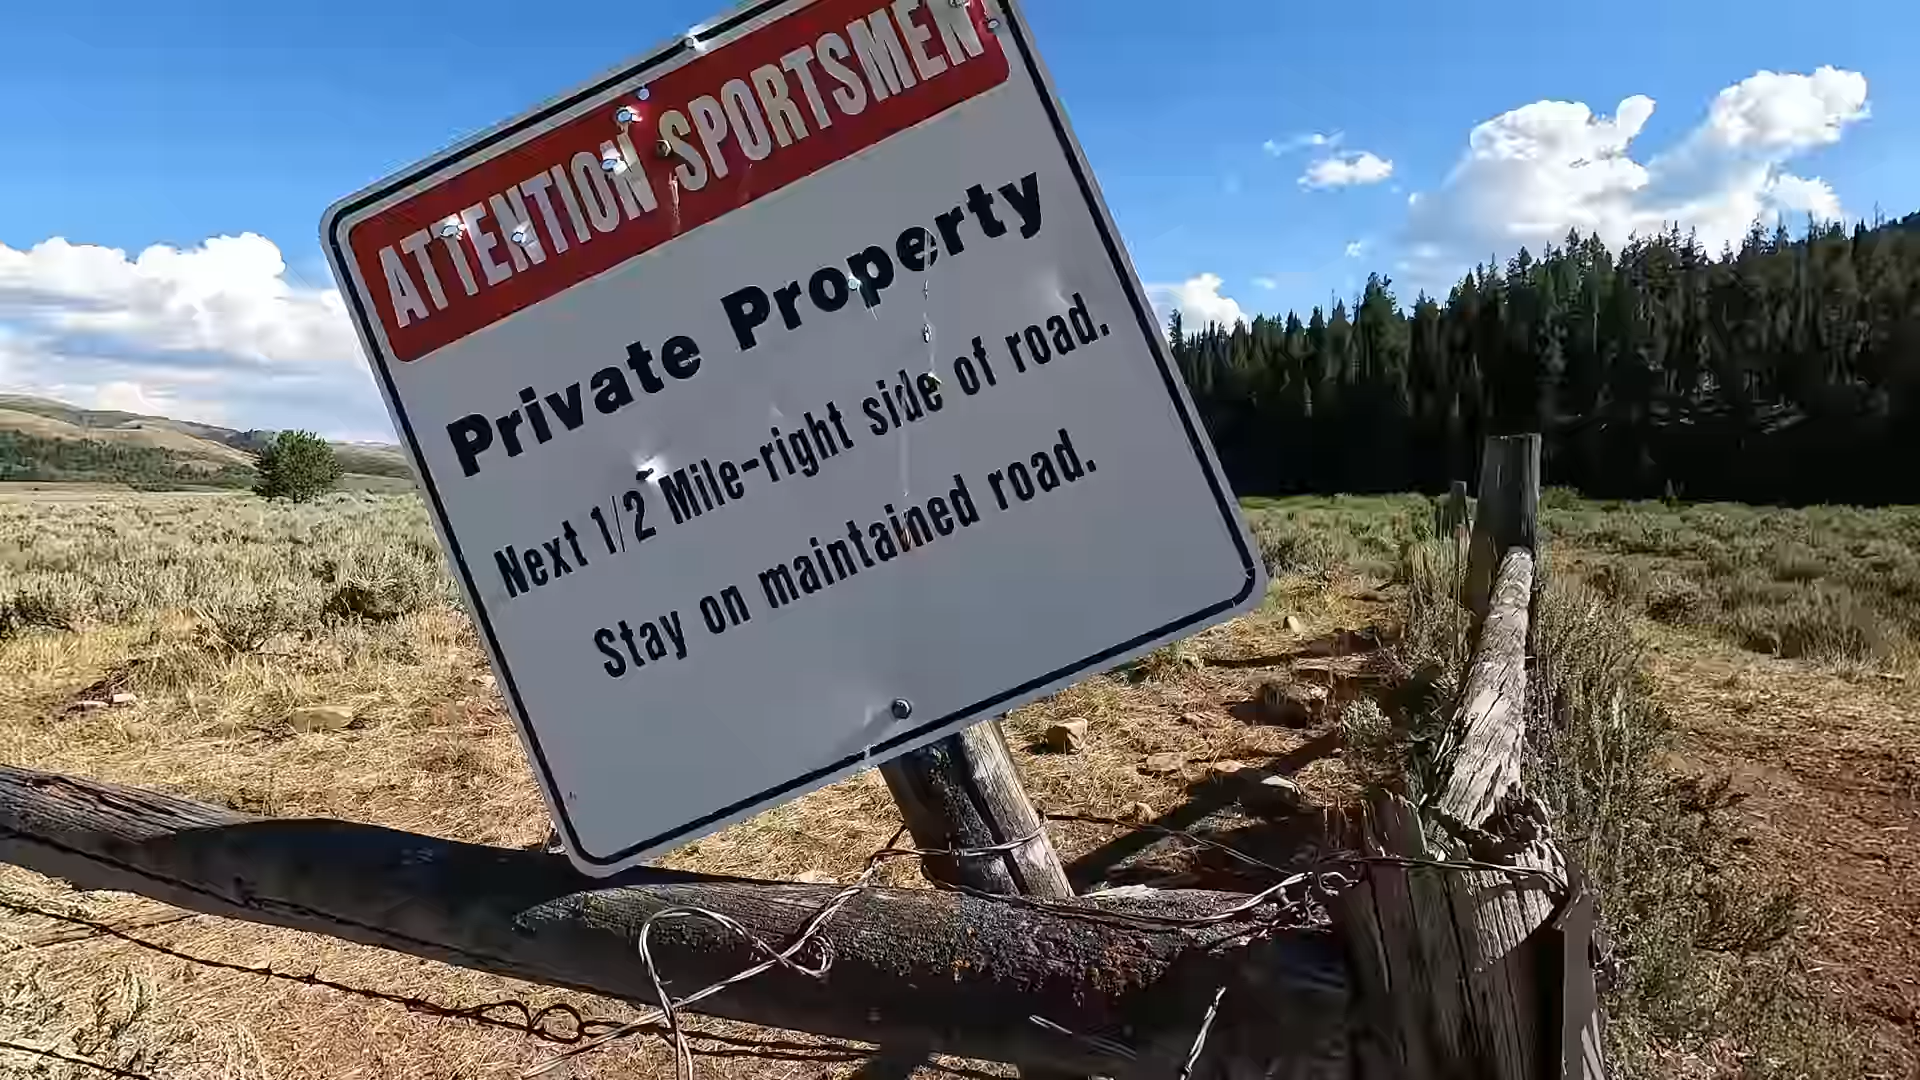 ATTENTION SPORTSMEN
Private Property
Next 1/2 Mile-right side of road.
Stay on maintained road.